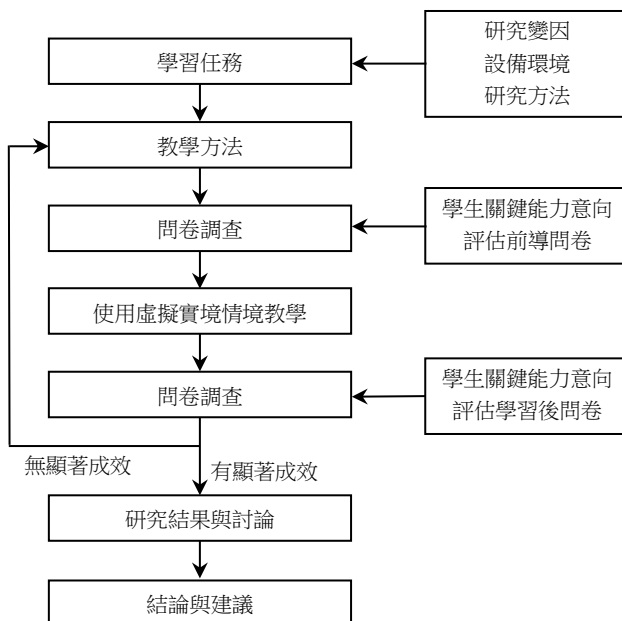 研究變因
設備環境
研究方法
學習任務
教學方法
問卷調查
學生關鍵能力意向
評估前導問卷
使用虛擬實境情境教學
問卷調查
學生關鍵能力意向
評估學習後問卷
無顯著成效
有顯著成效
研究結果與討論
結論與建議